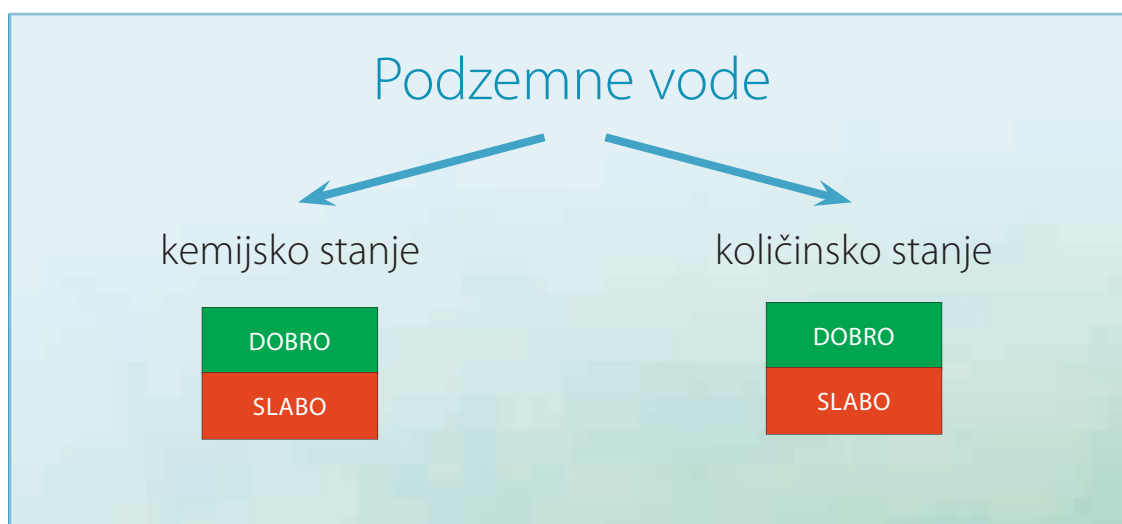 Podzemne vode
kemijsko stanje
DOBRO
SLABO
količinsko stanje
DOBRO
SLABO